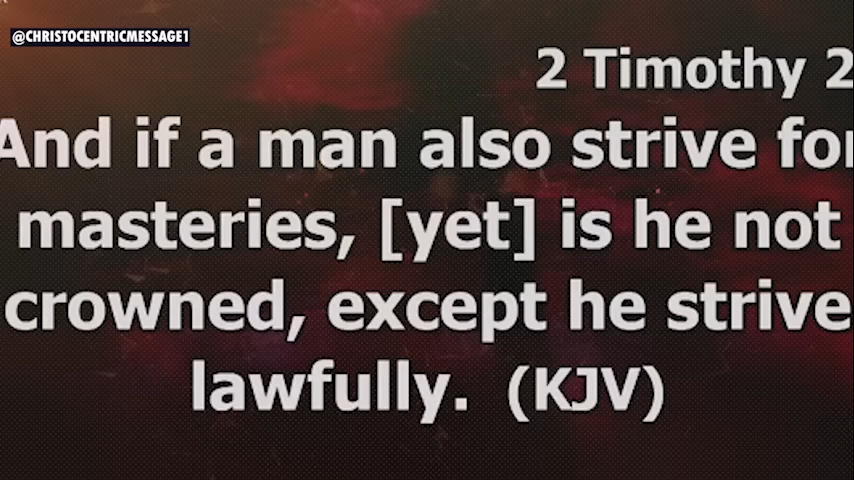 @CHRISTOCENTRICMESSAGE1
2 Timothy 2
And if a man also strive for
masteries, [yet] is he not
crowned, except he strive
lawfully. (KJV)